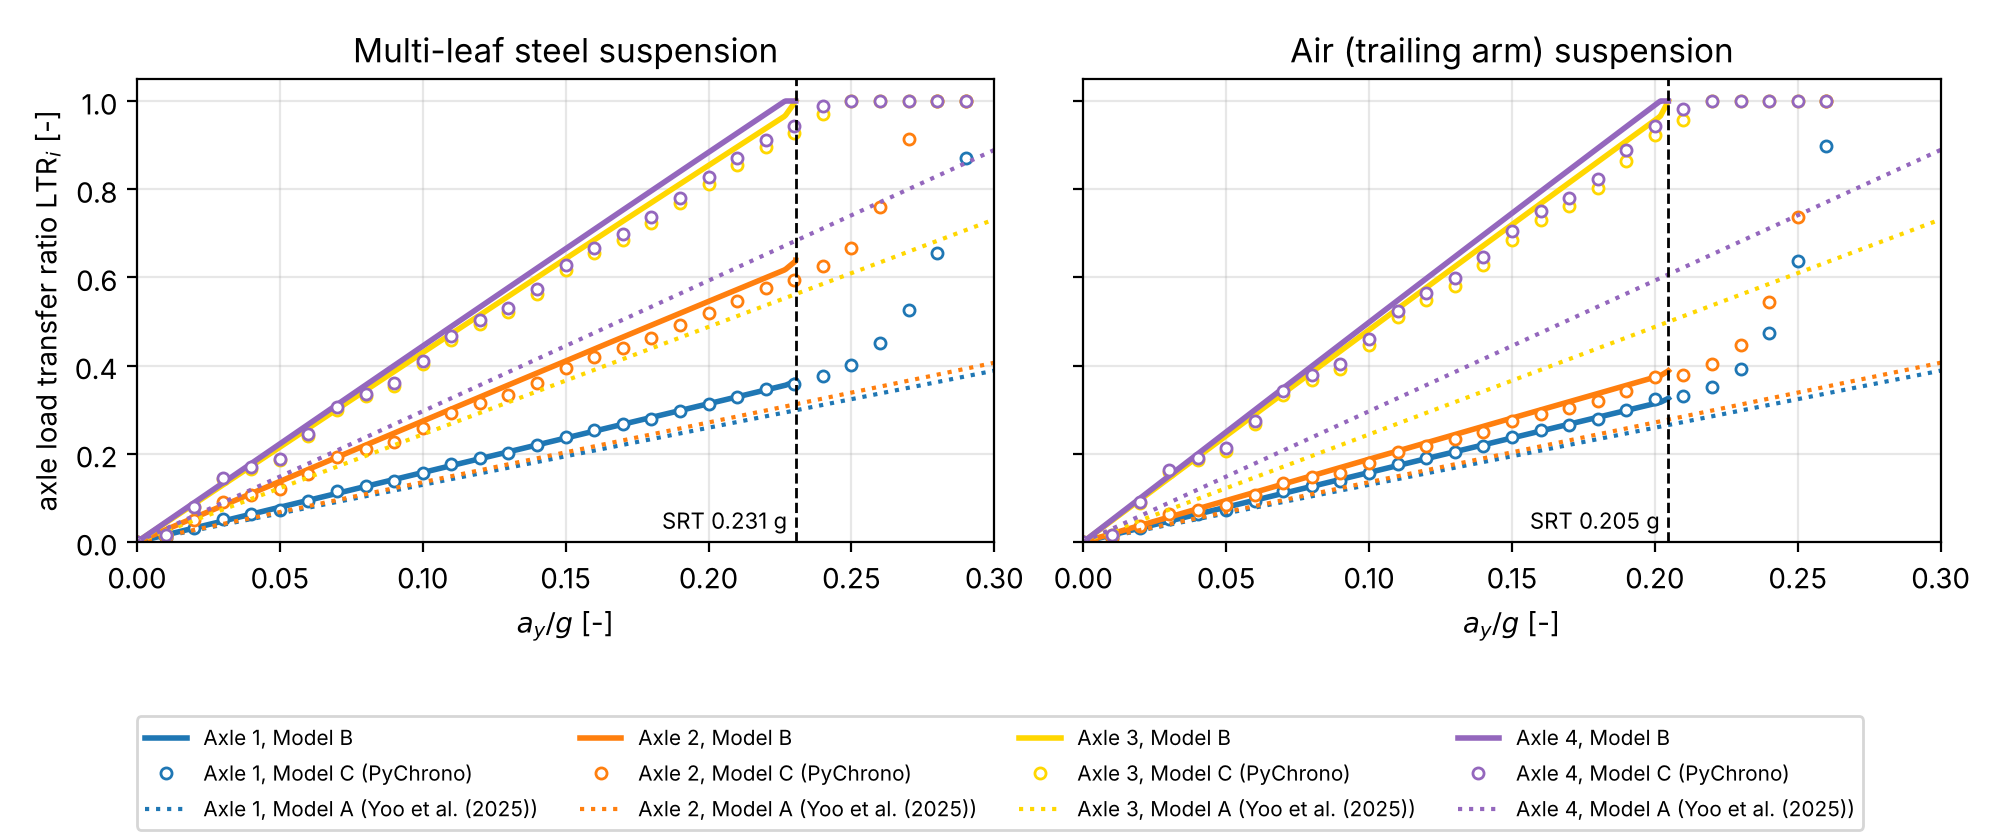 Multi-leaf steel suspension
Air (trailing arm) suspension
axle load transfer ratio LTRi [-]
1.0
0.8
0.6
0.4
0.2
0.0
SRT 0.231 g
SRT 0.205 g
0.00 0.05 0.10 0.15 0.20 0.25 0.30
0.00 0.05 0.10 0.15 0.20 0.25 0.30
ay/g [-]
ay/g [-]
Axle 1, Model B
Axle 1, Model C (PyChrono)
Axle 1, Model A (Yoo et al. (2025))
Axle 2, Model B
Axle 2, Model C (PyChrono)
Axle 2, Model A (Yoo et al. (2025))
Axle 3, Model B
Axle 3, Model C (PyChrono)
Axle 3, Model A (Yoo et al. (2025))
Axle 4, Model B
Axle 4, Model C (PyChrono)
Axle 4, Model A (Yoo et al. (2025))